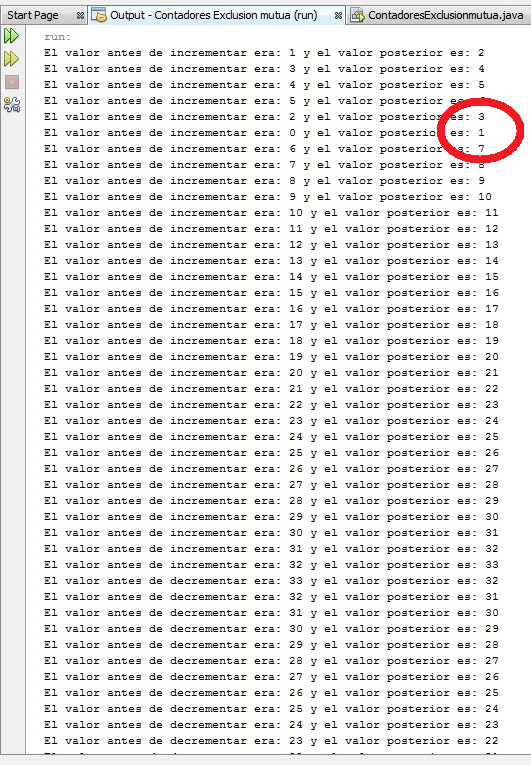 Start Page
Output - Contadores Exclusion mutua (run)
ContadoresExclusionmutua.java
run:
El valor antes de incrementar era: 1 y el valor posterior es: 2
El valor antes de incrementar era: 3 y el valor posterior es: 4
El valor antes de incrementar era: 4 y el valor posterior es: 5
El valor antes de incrementar era: 5 y el valor posterior
El valor antes de incrementar era: 2 y el valor posterior es: 3
El valor antes de incrementar era: 0 y el valor posterior es: 1
El valor antes de incrementar era: 6 y el valor posterior es: 7
El valor antes de incrementar era: 7 y el valor posterior es: 8
El valor antes de incrementar era: 8 y el valor posterior es: 9
El valor antes de incrementar era: 9 y el valor posterior es: 10
El valor antes de incrementar era: 10 y el valor posterior es: 11
El valor antes de incrementar era: 11 y el valor posterior es: 12
El valor antes de incrementar era: 12 y el valor posterior es: 13
El valor antes de incrementar era: 13 y el valor posterior es: 14
El valor antes de incrementar era: 14 y el valor posterior es: 15
El valor antes de incrementar era: 15 y el valor posterior es: 16
El valor antes de incrementar era: 16 y el valor posterior es: 17
El valor antes de incrementar era: 17 y el valor posterior es: 18
El valor antes de incrementar era: 18 y el valor posterior es: 19
El valor antes de incrementar era: 19 y el valor posterior es: 20
El valor antes de incrementar era: 20 y el valor posterior es: 21
El valor antes de incrementar era: 21 y el valor posterior es: 22
El valor antes de incrementar era: 22 y el valor posterior es: 23
El valor antes de incrementar era: 23 y el valor posterior es: 24
El valor antes de incrementar era: 24 y el valor posterior es: 25
El valor antes de incrementar era: 25 y el valor posterior es: 26
El valor antes de incrementar era: 26 y el valor posterior es: 27
El valor antes de incrementar era: 27 y el valor posterior es: 28
El valor antes de incrementar era: 28 y el valor posterior es: 29
El valor antes de incrementar era: 29 y el valor posterior es: 30
El valor antes de incrementar era: 30 y el valor posterior es: 31
El valor antes de incrementar era: 31 y el valor posterior es: 32
El valor antes de incrementar era: 32 y el valor posterior es: 33
El valor antes de decrementar era: 33 y el valor posterior es: 32
El valor antes de decrementar era: 32 y el valor posterior es: 31
El valor antes de decrementar era: 31 y el valor posterior es: 30
El valor antes de decrementar era: 30 y el valor posterior es: 29
El valor antes de decrementar era: 29 y el valor posterior es: 28
El valor antes de decrementar era: 28 y el valor posterior es: 27
El valor antes de decrementar era: 27 y el valor posterior es: 26
El valor antes de decrementar era: 26 y el valor posterior es: 25
El valor antes de decrementar era: 25 y el valor posterior es: 24
El valor antes de decrementar era: 24 y el valor posterior es: 23
El valor antes de decrementar era: 23 y el valor posterior es: 22